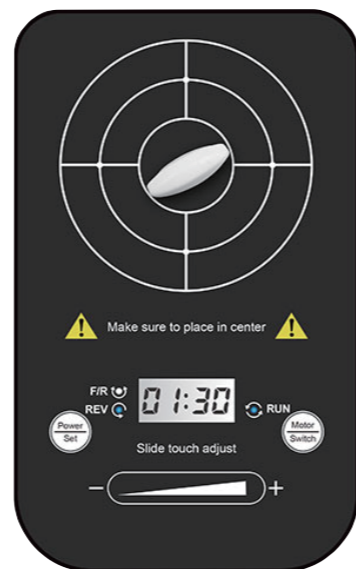 Make sure to place in center
F/R
REV
01:30
RUN
Power
Set
Motor
Switch
Slide touch adjust
− +